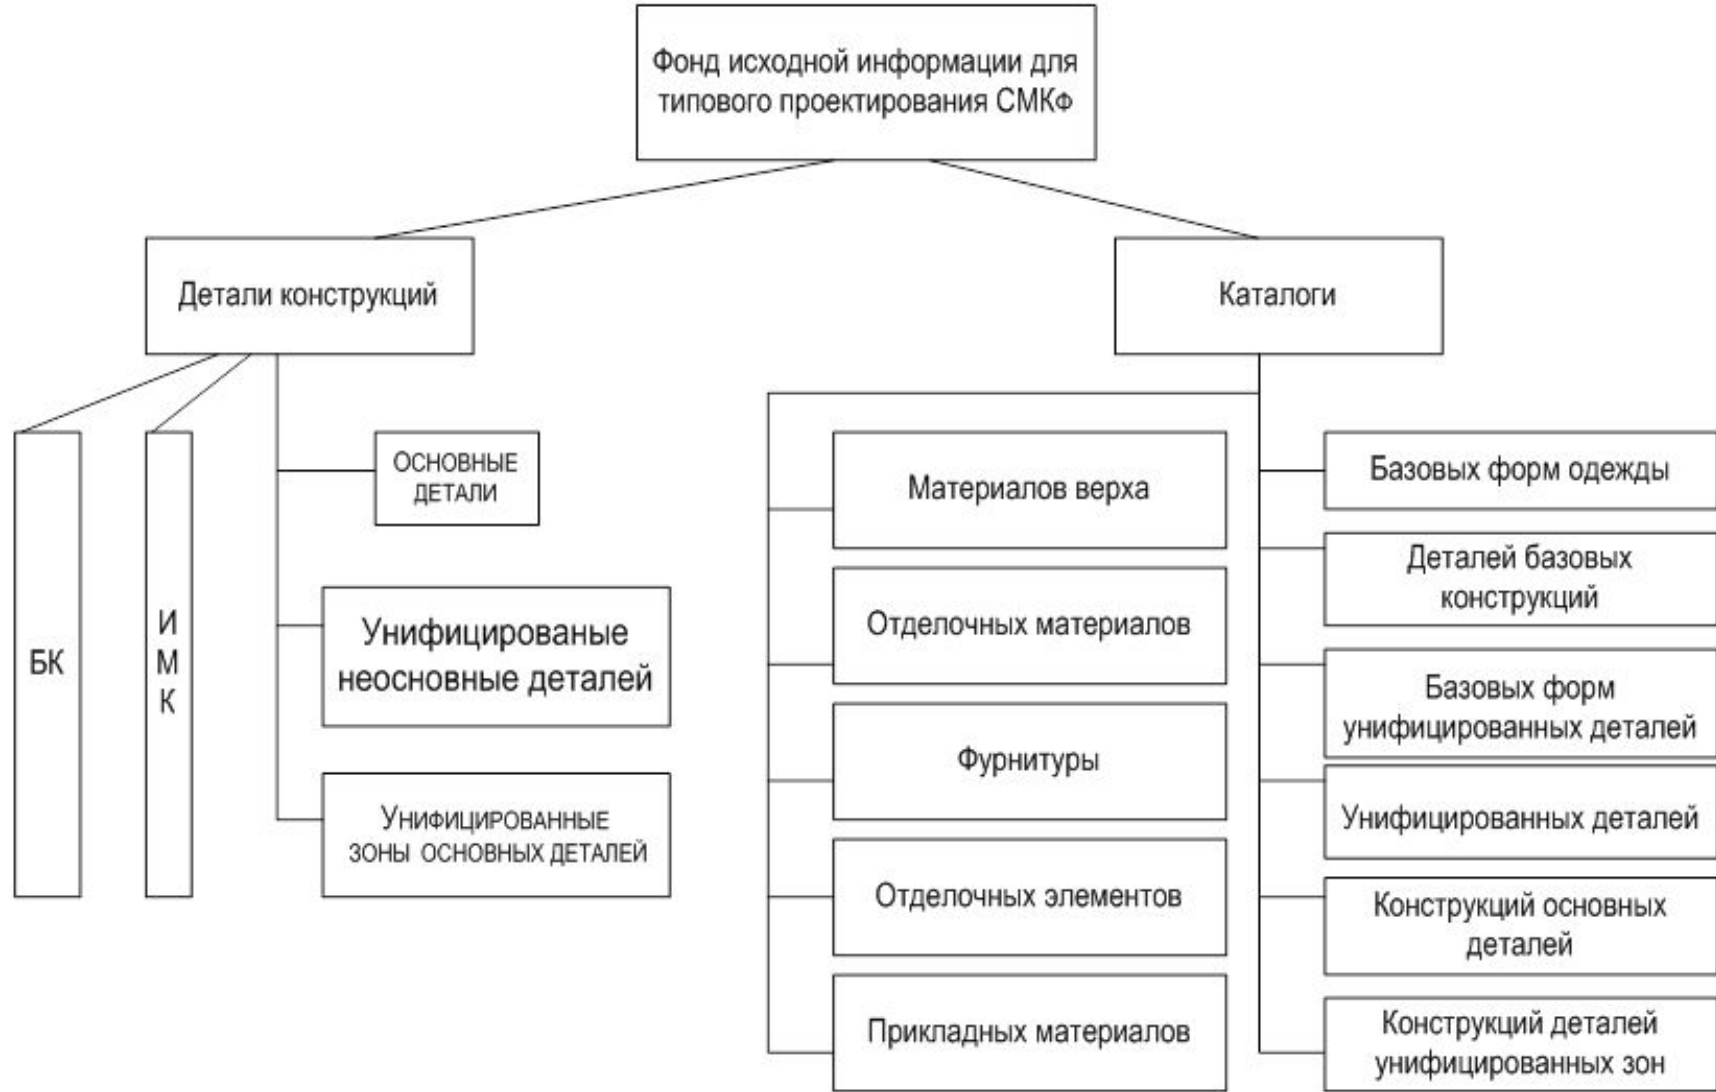 Фонд исходной информации для
типового проектирования СМКФ
Детали конструкций
Каталоги
БК
И
М
К
ОСНОВНЫЕ
ДЕТАЛИ
Унифицированые
неосновные деталей
УНИФИЦИРОВАННЫЕ
ЗОНЫ ОСНОВНЫХ ДЕТАЛЕЙ
Материалов верха
Отделочных материалов
Фурнитуры
Отделочных элементов
Прикладных материалов
Базовых форм одежды
Деталей базовых
конструкций
Базовых форм
унифицированных деталей
Унифицированных деталей
Конструкций основных
деталей
Конструкций деталей
унифицированных зон